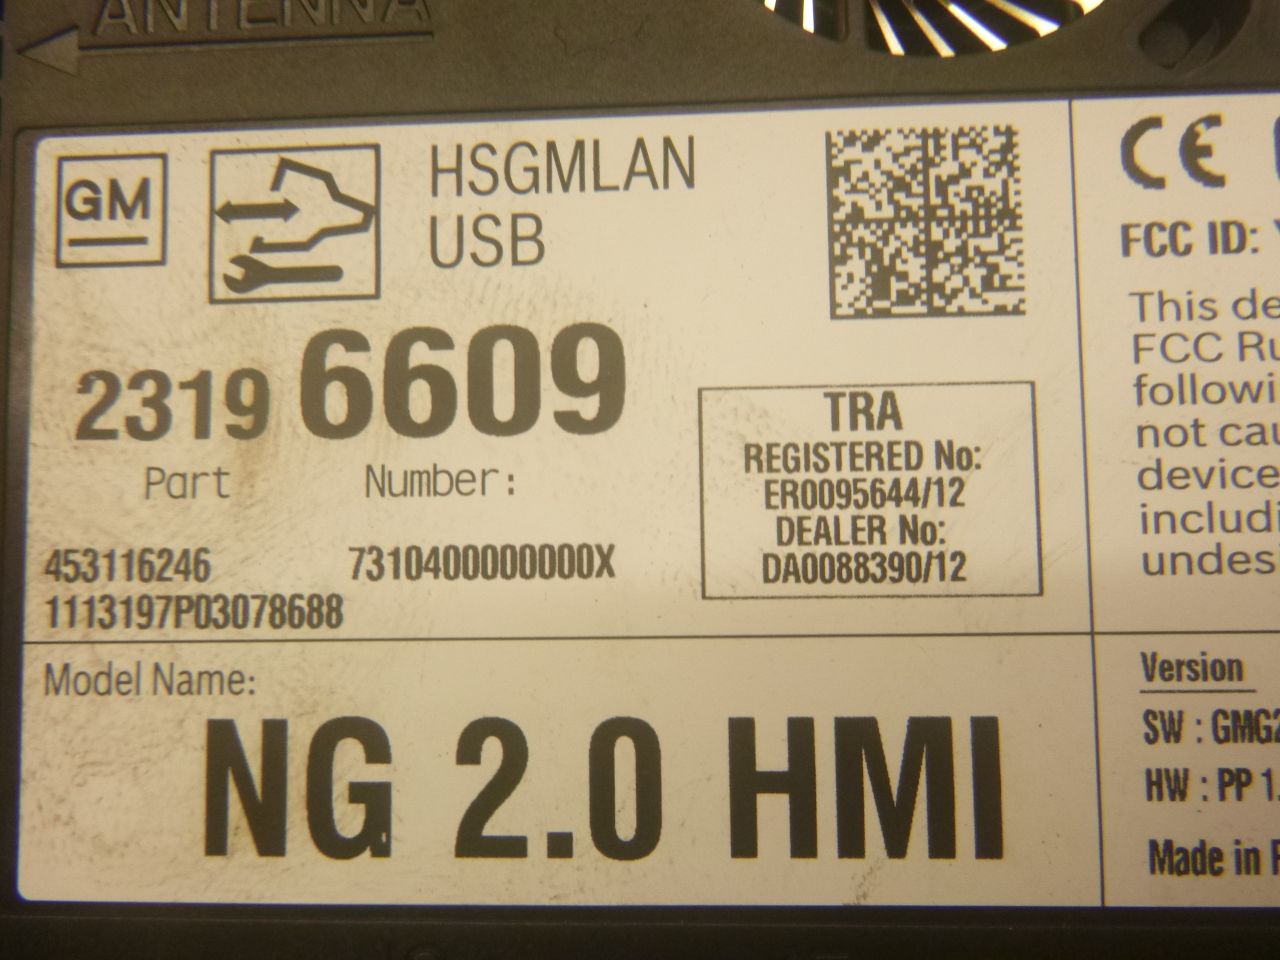 ANTENNA
GM
HSGMLAN
USB
2319 6609
Part Number:
453116246 7310400000000X
1113197P03078688
TRA
REGISTERED No:
ER0095644/12
DEALER No:
DA0088390/12
Model Name:
NG 2.0 HMI
CE
FCC ID:
This de
FCC Ru
followi
not cau
device
includi
undes
Version
SW : GMG2
HW : PP 1.
Made in